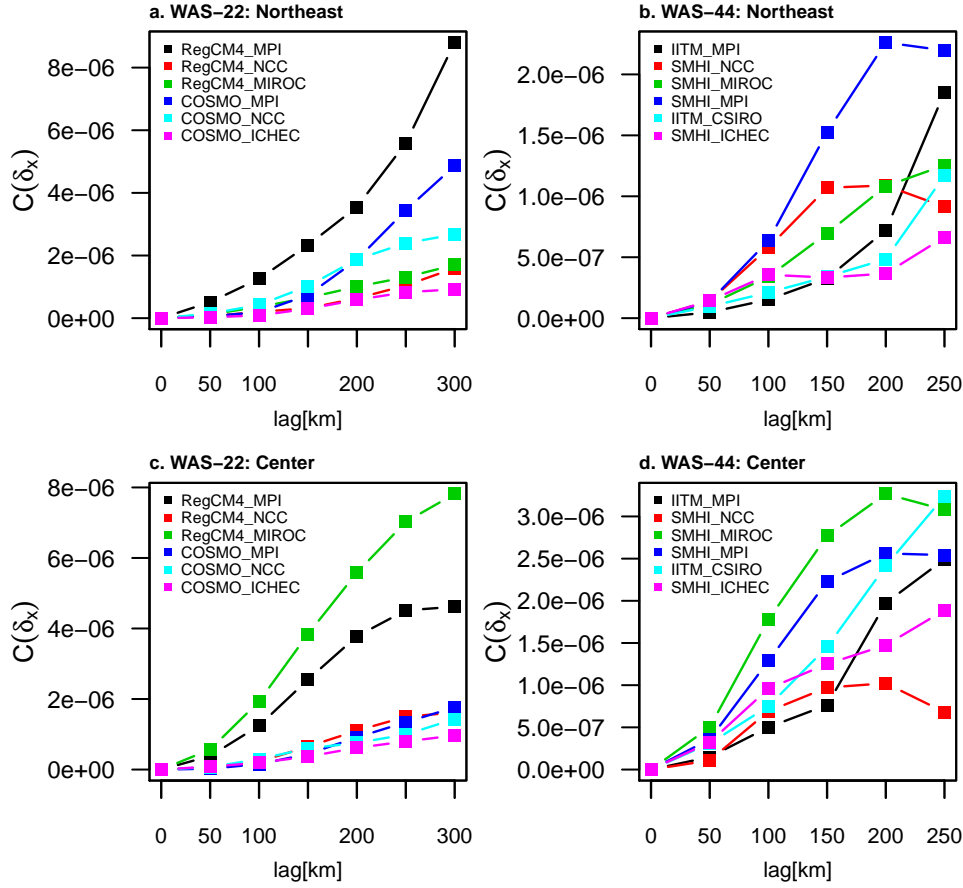 a. WAS−22: Northeast
C(δx)
8e−06
6e−06
4e−06
2e−06
0e+00
RegCM4_MPI
RegCM4_NCC
RegCM4_MIROC
COSMO_MPI
COSMO_NCC
COSMO_ICHEC
0 50 100 200 300
lag[km]
b. WAS−44: Northeast
C(δx)
2.0e−06
1.5e−06
1.0e−06
5.0e−07
0.0e+00
IITM_MPI
SMHI_NCC
SMHI_MIROC
SMHI_MPI
IITM_CSIRO
SMHI_ICHEC
0 50 100 150 200 250
lag[km]
c. WAS−22: Center
C(δx)
8e−06
6e−06
4e−06
2e−06
0e+00
RegCM4_MPI
RegCM4_NCC
RegCM4_MIROC
COSMO_MPI
COSMO_NCC
COSMO_ICHEC
0 50 100 200 300
lag[km]
d. WAS−44: Center
C(δx)
3.0e−06
2.5e−06
2.0e−06
1.5e−06
1.0e−06
5.0e−07
0.0e+00
IITM_MPI
SMHI_NCC
SMHI_MIROC
SMHI_MPI
IITM_CSIRO
SMHI_ICHEC
0 50 100 150 200 250
lag[km]